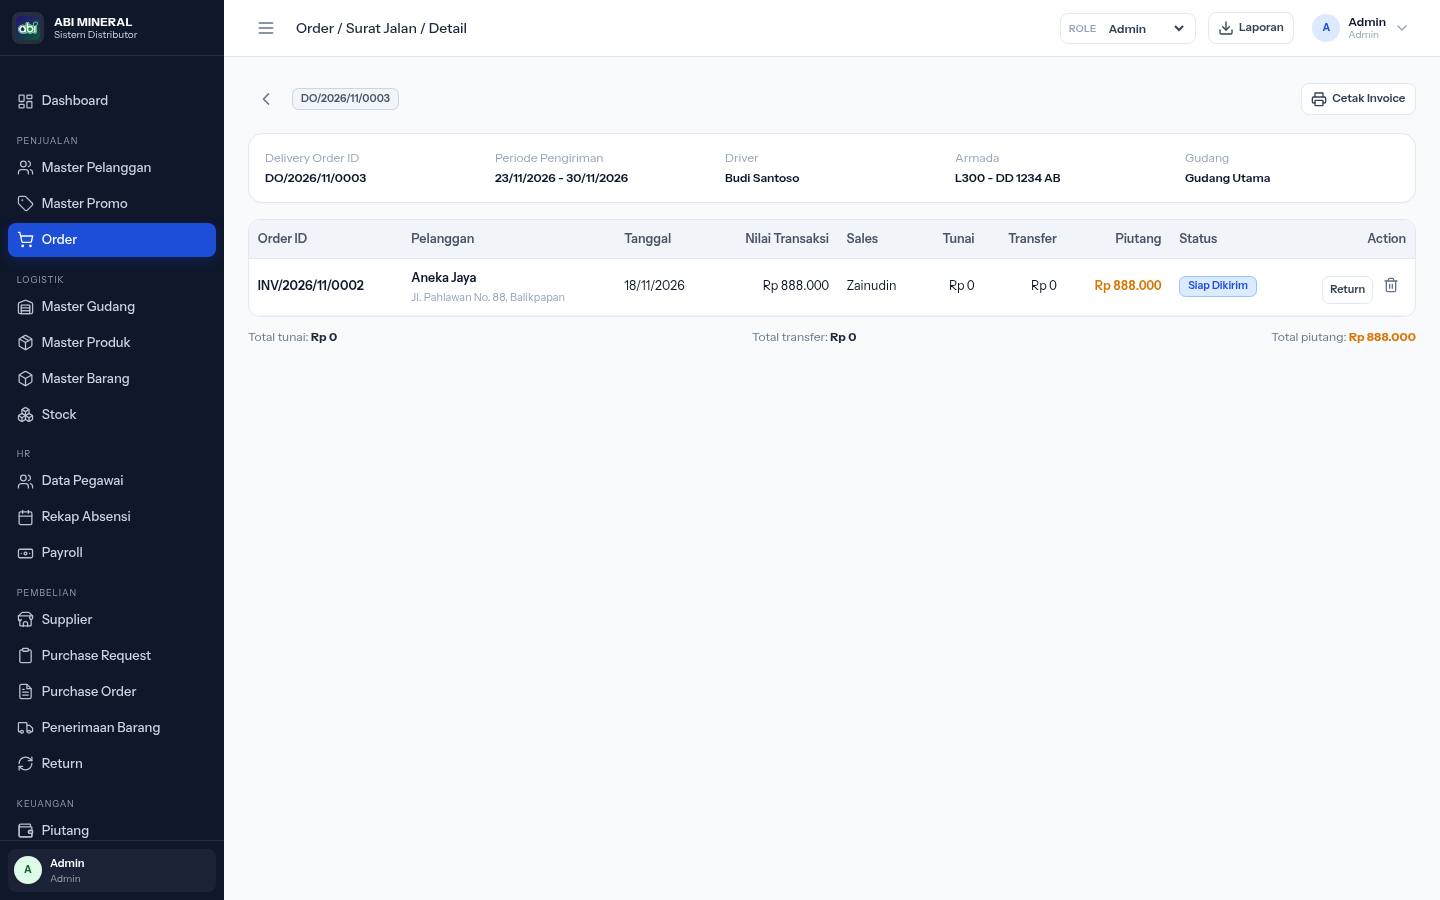 abi
ABI MINERAL
Sistem Distributor
Order / Surat Jalan / Detail
ROLE Admin
Laporan
A
Admin
Admin
Dashboard
PENJUALAN
Master Pelanggan
Master Promo
Order
LOGISTIK
Master Gudang
Master Produk
Master Barang
Stock
HR
Data Pegawai
Rekap Absensi
Payroll
PEMBELIAN
Supplier
Purchase Request
Purchase Order
Penerimaan Barang
Return
KEUANGAN
Piutang
A
Admin
Admin
DO/2026/11/0003
Cetak Invoice
Delivery Order ID
DO/2026/11/0003
Periode Pengiriman
23/11/2026 - 30/11/2026
Driver
Budi Santoso
Armada
L300 - DD 1234 AB
Gudang
Gudang Utama
Order ID Pelanggan Tanggal Nilai Transaksi Sales Tunai Transfer Piutang Status Action
INV/2026/11/0002 Aneka Jaya 18/11/2026 Rp 888.000 Zainudin Rp 0 Rp 0 Rp 888.000 Siap Dikirim Return
Jl. Pahlawan No. 88, Balikpapan
Total tunai: Rp 0 Total transfer: Rp 0 Total piutang: Rp 888.000